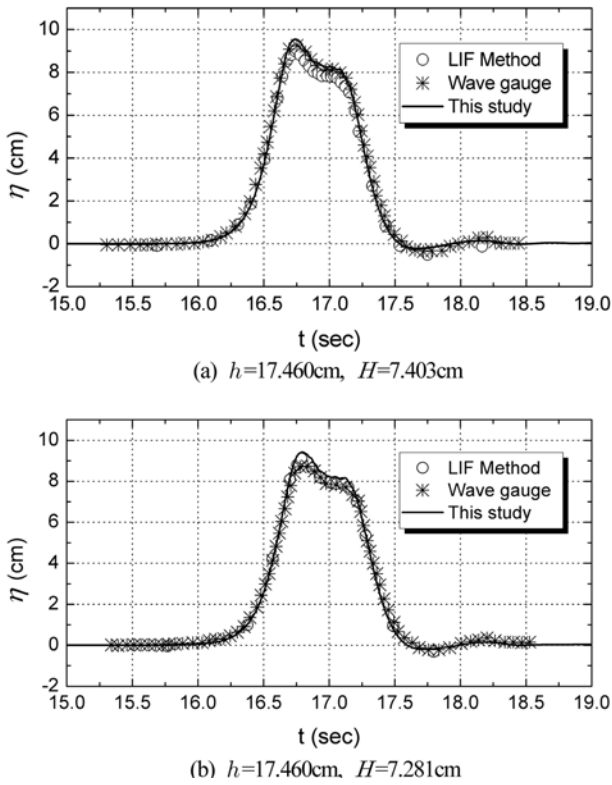 10
8
6
4
2
0
-2
η (cm)
LIF Method
Wave gauge
This study
15.0 15.5 16.0 16.5 17.0 17.5 18.0 18.5 19.0
t (sec)
(a) h=17.460cm, H=7.403cm
10
8
6
4
2
0
-2
η (cm)
LIF Method
Wave gauge
This study
15.0 15.5 16.0 16.5 17.0 17.5 18.0 18.5 19.0
t (sec)
(b) h=17.460cm, H=7.281cm